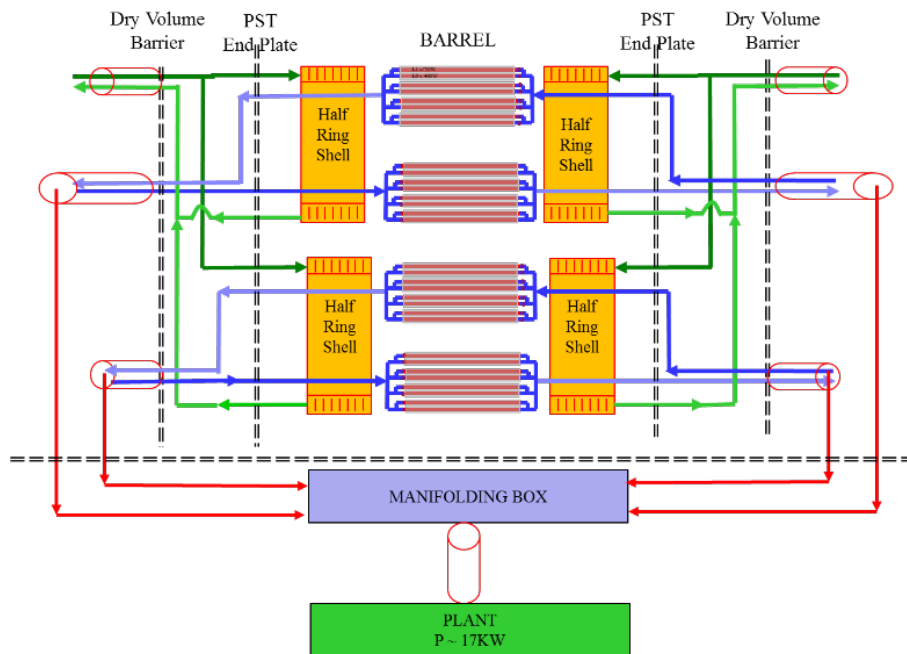 Dry Volume
Barrier
PST
End Plate
BARREL
PST
End Plate
Dry Volume
Barrier
Half
Ring
Shell
Half
Ring
Shell
Half
Ring
Shell
Half
Ring
Shell
MANIFOLDING BOX
PLANT
P ~ 17KW